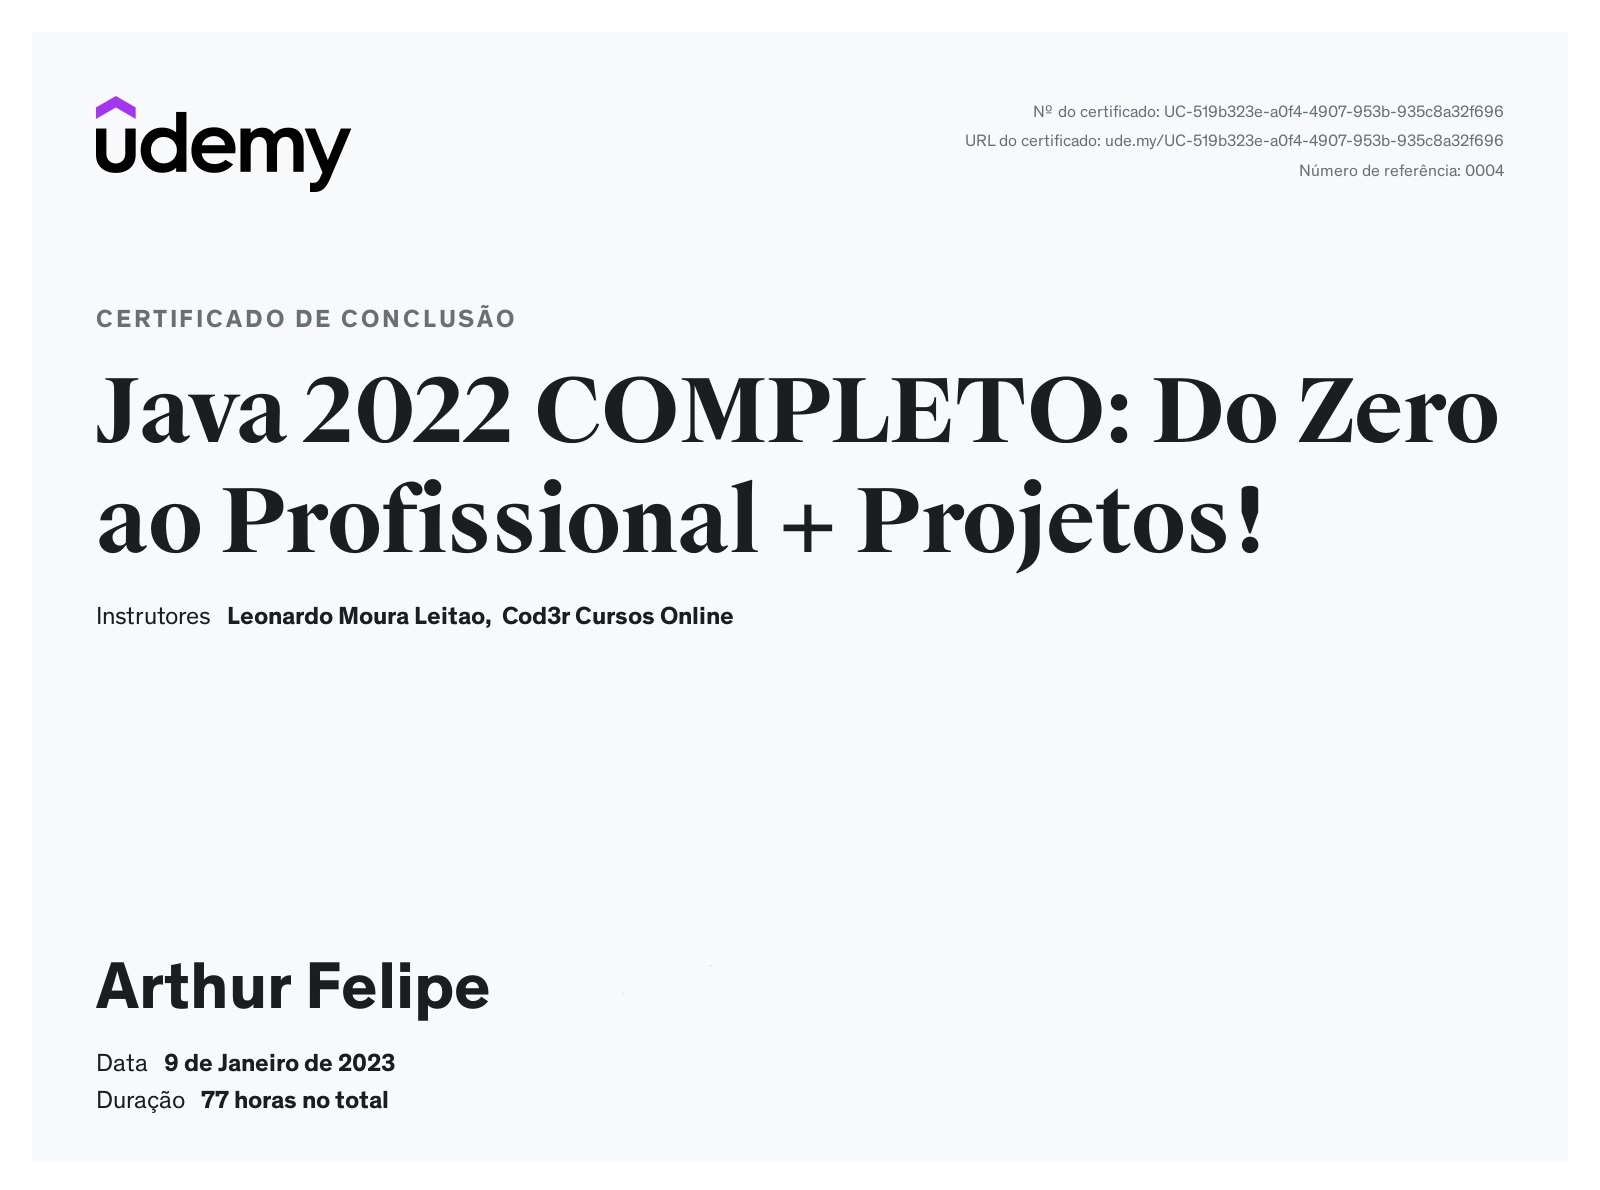 udemy
Nº do certificado: UC-519b323e-a0f4-4907-953b-935c8a32f696
URL do certificado: ude.my/UC-519b323e-a0f4-4907-953b-935c8a32f696
Número de referência: 0004
CERTIFICADO DE CONCLUSÃO
Java 2022 COMPLETO: Do Zero
ao Profissional + Projetos!
Instrutores Leonardo Moura Leitao, Cod3r Cursos Online
Arthur Felipe
Data 9 de Janeiro de 2023
Duração 77 horas no total